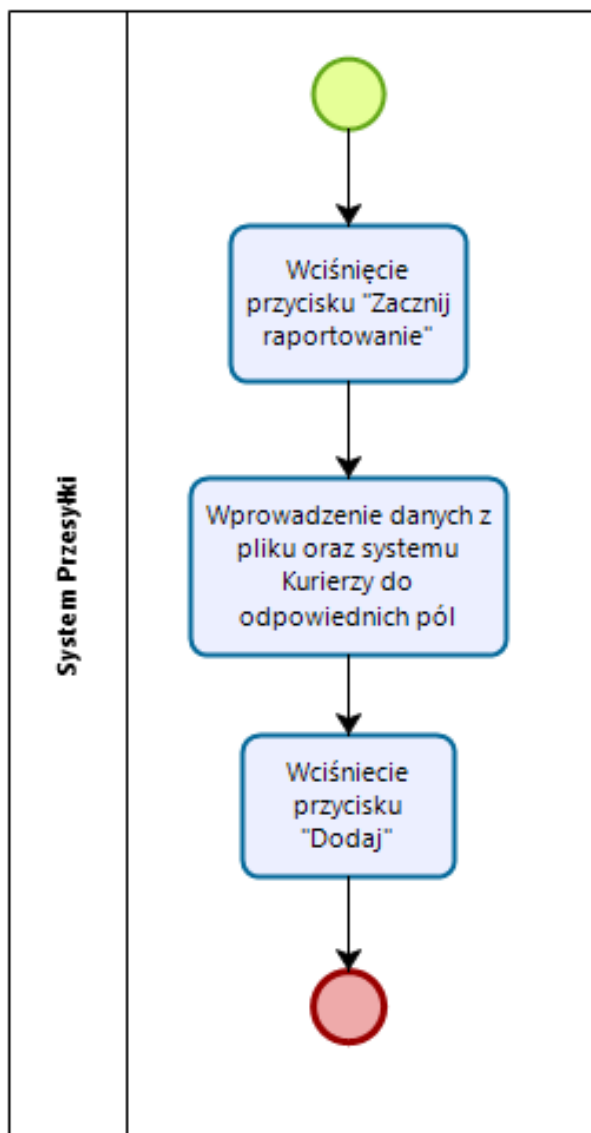 System Przesyłki
Wciśnięcie
przycisku "Zacznij
raportowanie"
Wprowadzenie danych z
pliku oraz systemu
Kurierzy do
odpowiednich pól
Wciśniecie
przycisku
"Dodaj"